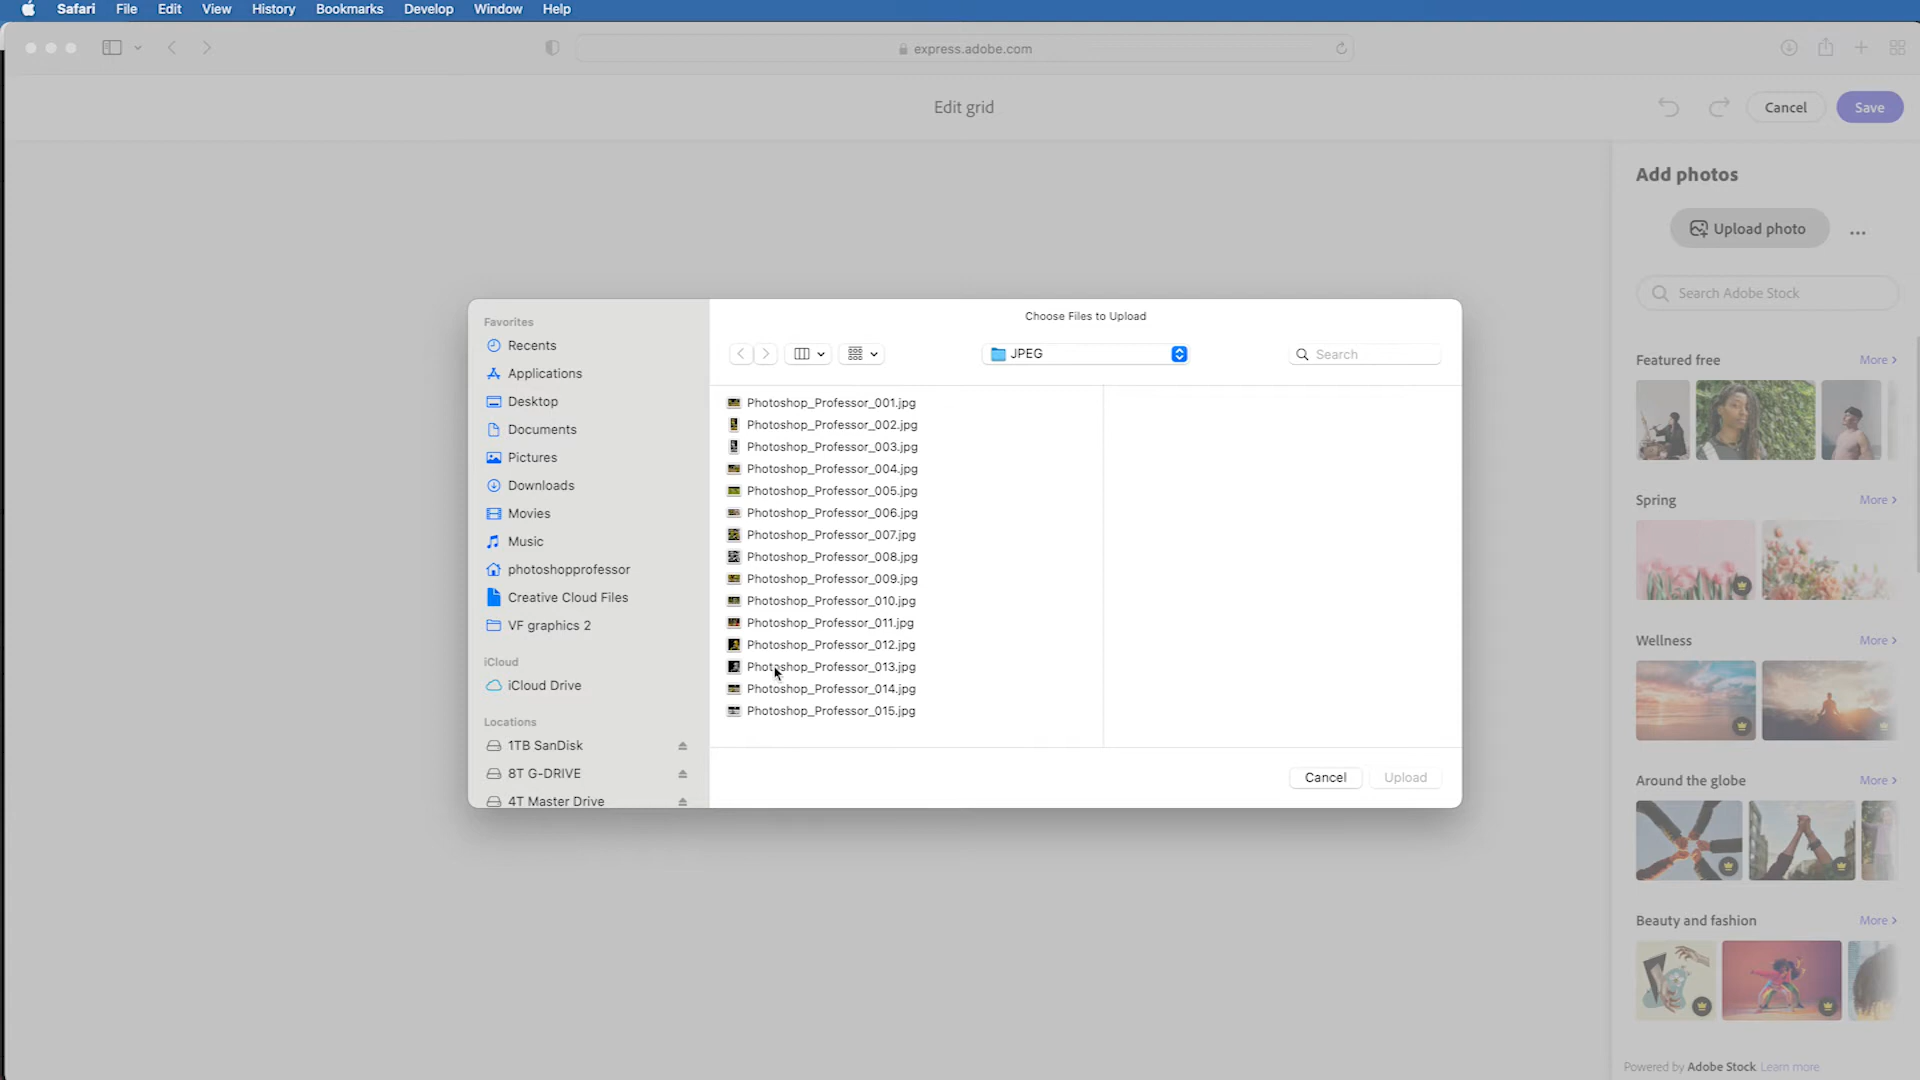 Safari File Edit View History Bookmarks Develop Window Help
express.adobe.com
Edit grid
Cancel
Save
Add photos
Upload photo
...
Search Adobe Stock
Featured free
More >
Spring
More >
Wellness
More >
Around the globe
More >
Beauty and fashion
More >
Powered by Adobe Stock. Learn more
Choose Files to Upload
JPEG
Search
Favorites
Recents
Applications
Desktop
Documents
Pictures
Downloads
Movies
Music
photoshopprofessor
Creative Cloud Files
VF graphics 2
iCloud
iCloud Drive
Locations
1TB SanDisk
8T G-DRIVE
4T Master Drive
Photoshop_Professor_001.jpg
Photoshop_Professor_002.jpg
Photoshop_Professor_003.jpg
Photoshop_Professor_004.jpg
Photoshop_Professor_005.jpg
Photoshop_Professor_006.jpg
Photoshop_Professor_007.jpg
Photoshop_Professor_008.jpg
Photoshop_Professor_009.jpg
Photoshop_Professor_010.jpg
Photoshop_Professor_011.jpg
Photoshop_Professor_012.jpg
Photoshop_Professor_013.jpg
Photoshop_Professor_014.jpg
Photoshop_Professor_015.jpg
Cancel
Upload